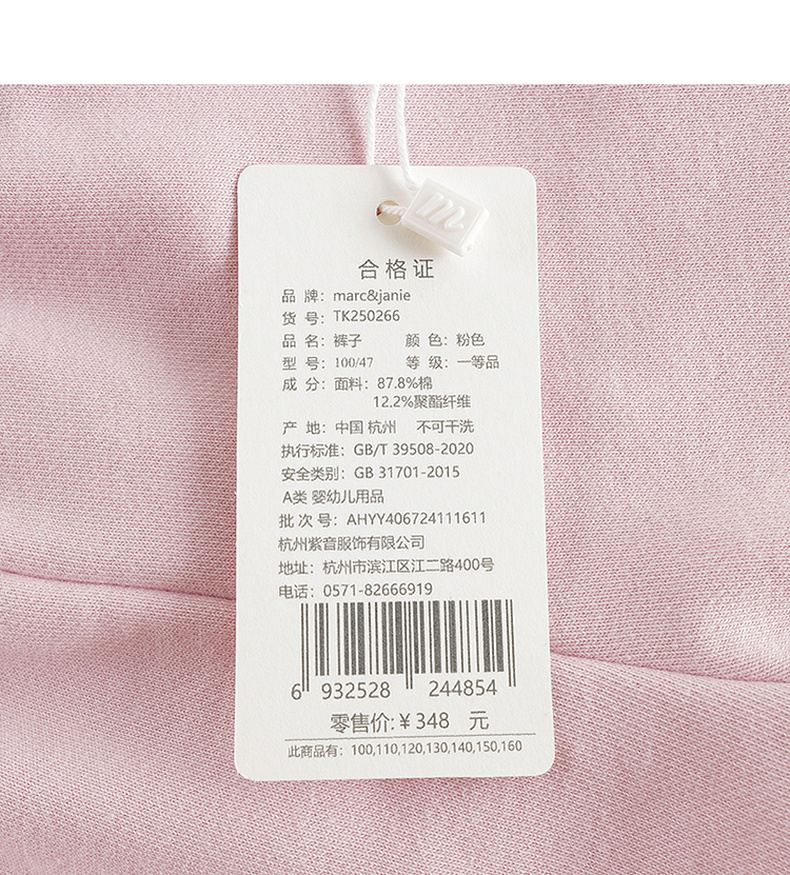 m
合格证
品 牌：marc&janie
货 号：TK250266
品 名：裤子 颜 色：粉色
型 号：100/47 等 级：一等品
成 分：面料：87.8%棉
12.2%聚酯纤维
产 地：中国 杭州 不可干洗
执行标准：GB/T 39508-2020
安全类别：GB 31701-2015
A类 婴幼儿用品
批 次 号：AHYY406724111611
杭州紫音服饰有限公司
地址：杭州市滨江区江二路400号
电话：0571-82666919
6 932528 244854
零售价:￥348 元
此商品有：100,110,120,130,140,150,160